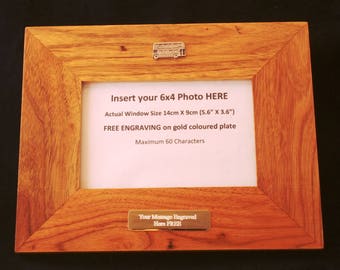 Insert your 6x4 Photo HERE
Actual Window Size 14cm X 9cm (5.6" X 3.6")
FREE ENGRAVING on gold coloured plate
Maximum 60 Characters
Your Message Engraved
Here FREE!